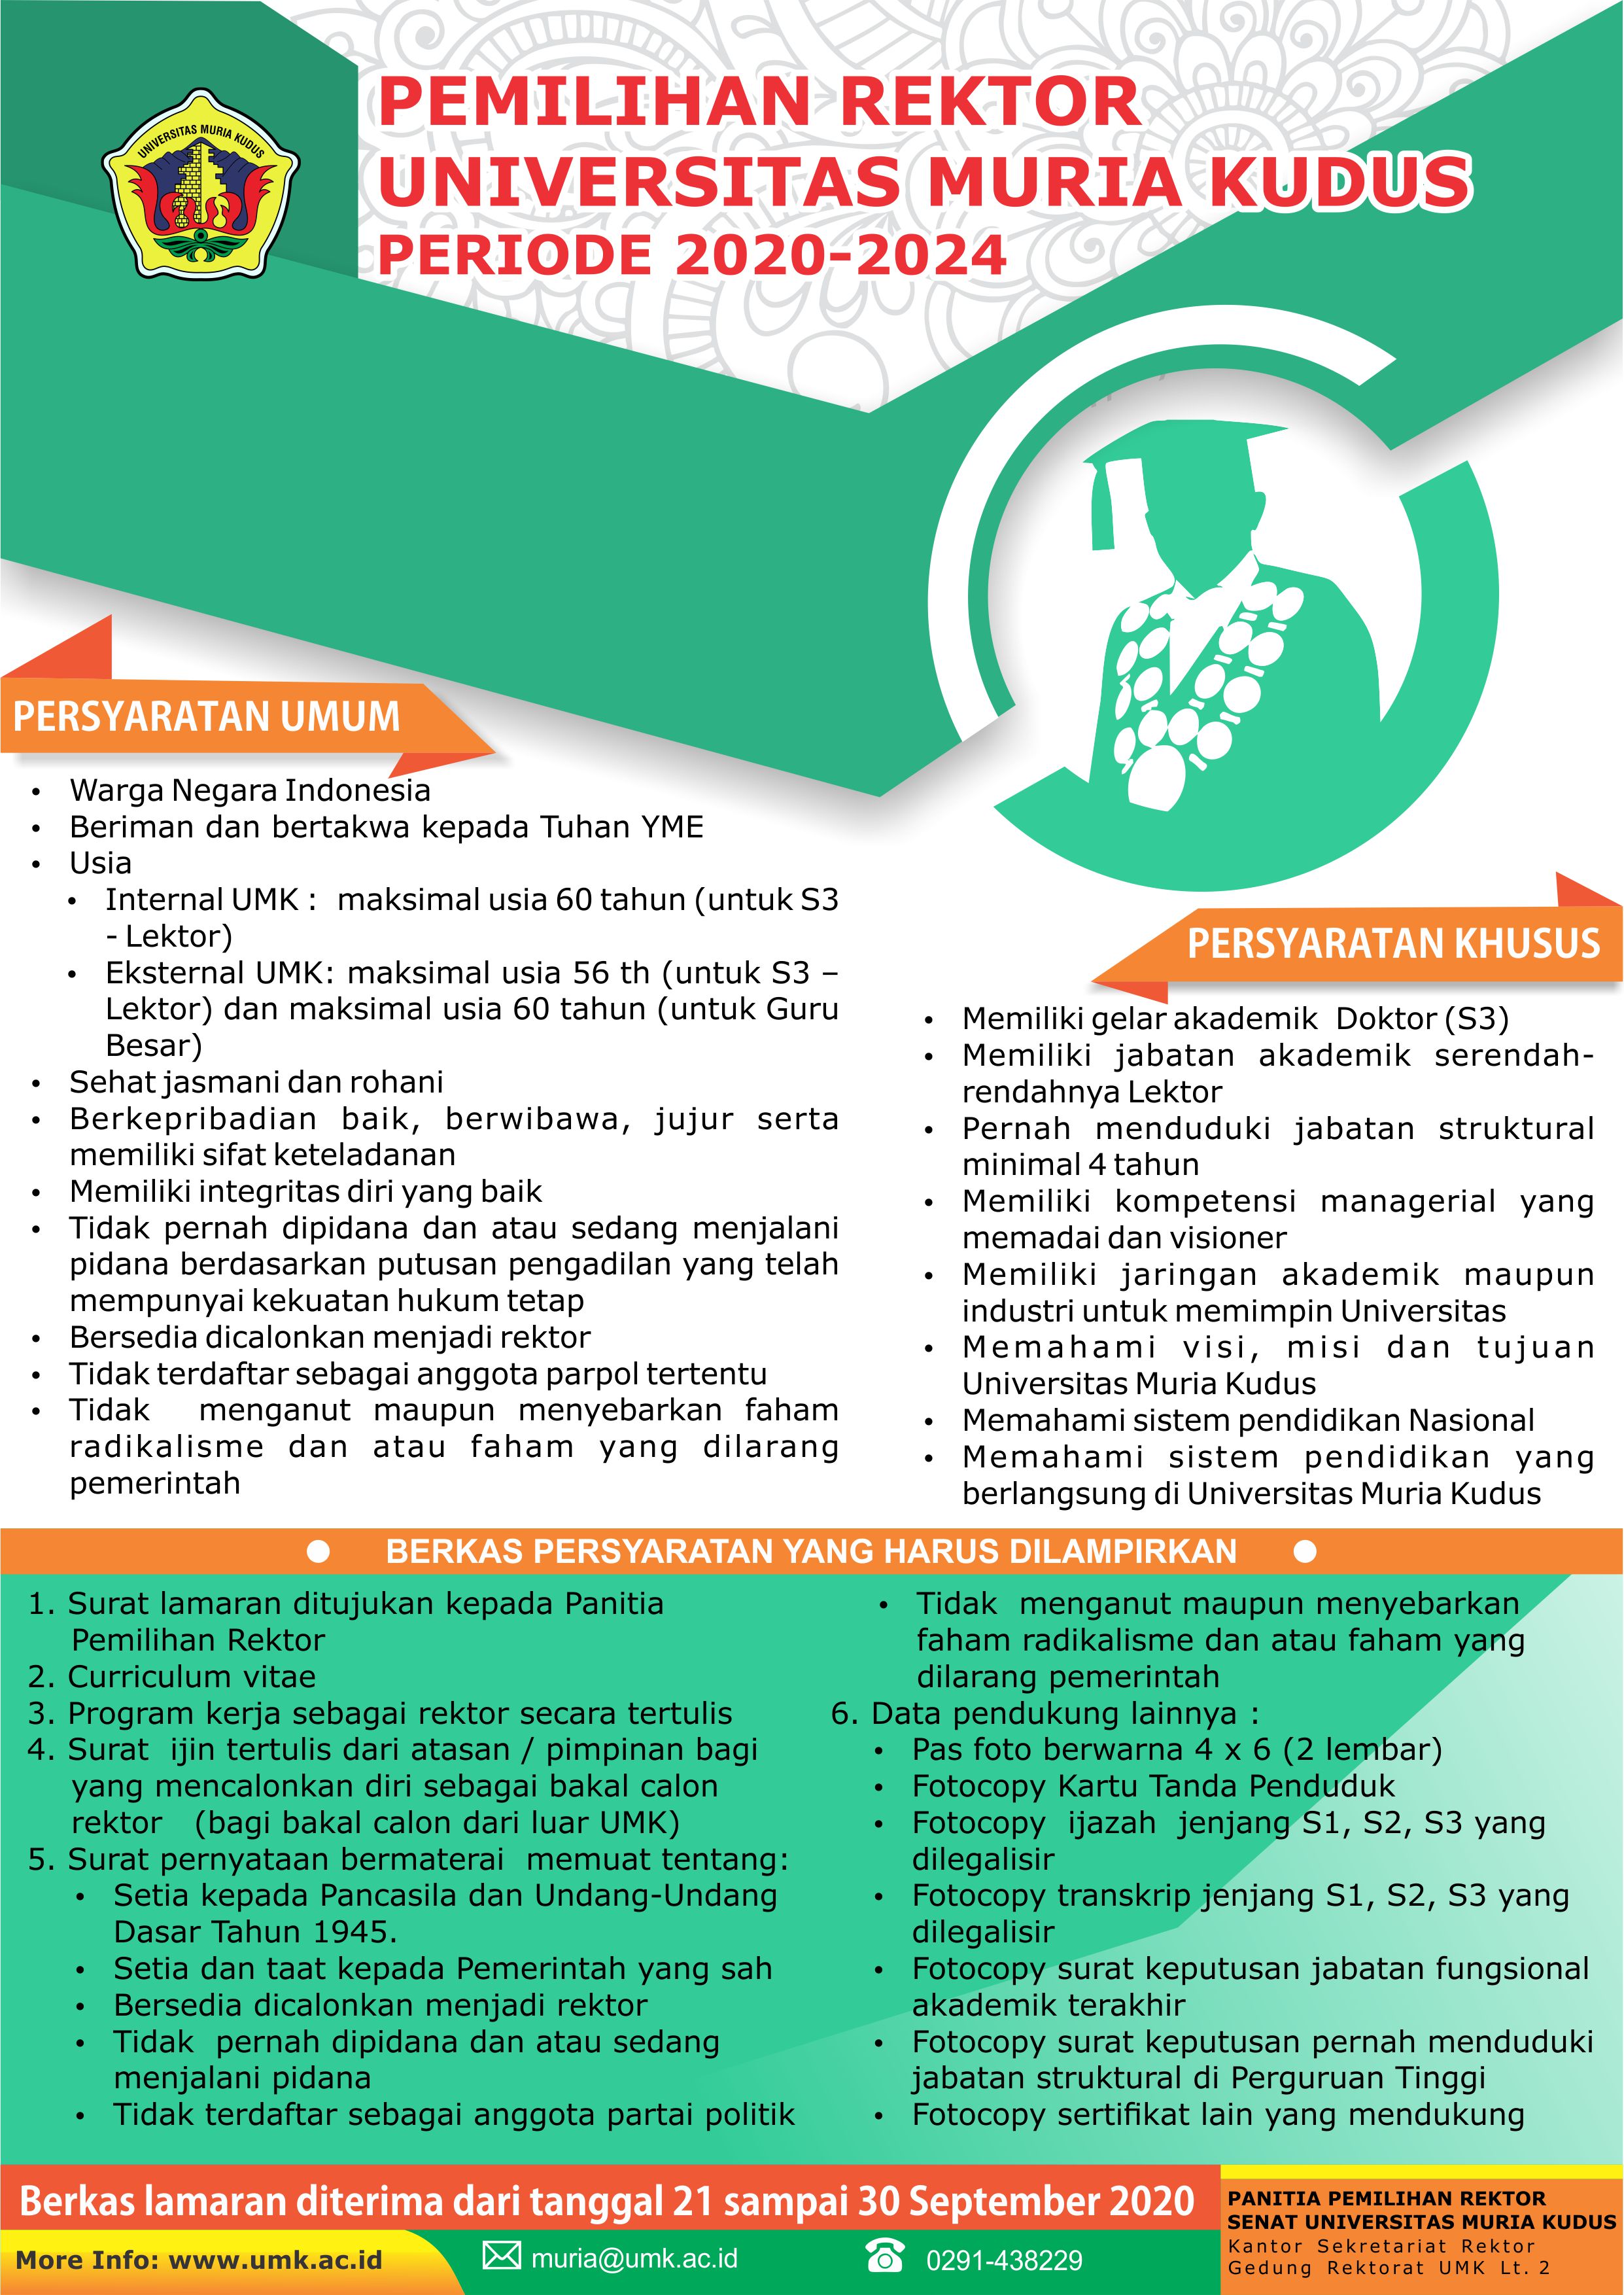 UNIVERSITAS MURIA KUDUS
PEMILIHAN REKTOR
UNIVERSITAS MURIA KUDUS
PERIODE 2020-2024
PERSYARATAN UMUM
• Warga Negara Indonesia
• Beriman dan bertakwa kepada Tuhan YME
• Usia
• Internal UMK : maksimal usia 60 tahun (untuk S3
- Lektor)
• Eksternal UMK: maksimal usia 56 th (untuk S3 –
Lektor) dan maksimal usia 60 tahun (untuk Guru
Besar)
• Sehat jasmani dan rohani
• Berkepribadian baik, berwibawa, jujur serta
memiliki sifat keteladanan
• Memiliki integritas diri yang baik
• Tidak pernah dipidana dan atau sedang menjalani
pidana berdasarkan putusan pengadilan yang telah
mempunyai kekuatan hukum tetap
• Bersedia dicalonkan menjadi rektor
• Tidak terdaftar sebagai anggota parpol tertentu
• Tidak menganut maupun menyebarkan faham
radikalisme dan atau faham yang dilarang
pemerintah
PERSYARATAN KHUSUS
• Memiliki gelar akademik Doktor (S3)
• Memiliki jabatan akademik serendah-
rendahnya Lektor
• Pernah menduduki jabatan struktural
minimal 4 tahun
• Memiliki kompetensi managerial yang
memadai dan visioner
• Memiliki jaringan akademik maupun
industri untuk memimpin Universitas
• Memahami visi, misi dan tujuan
Universitas Muria Kudus
• Memahami sistem pendidikan Nasional
• Memahami sistem pendidikan yang
berlangsung di Universitas Muria Kudus
BERKAS PERSYARATAN YANG HARUS DILAMPIRKAN
1. Surat lamaran ditujukan kepada Panitia
Pemilihan Rektor
2. Curriculum vitae
3. Program kerja sebagai rektor secara tertulis
4. Surat ijin tertulis dari atasan / pimpinan bagi
yang mencalonkan diri sebagai bakal calon
rektor (bagi bakal calon dari luar UMK)
5. Surat pernyataan bermaterai memuat tentang:
• Setia kepada Pancasila dan Undang-Undang
Dasar Tahun 1945.
• Setia dan taat kepada Pemerintah yang sah
• Bersedia dicalonkan menjadi rektor
• Tidak pernah dipidana dan atau sedang
menjalani pidana
• Tidak terdaftar sebagai anggota partai politik
• Tidak menganut maupun menyebarkan
faham radikalisme dan atau faham yang
dilarang pemerintah
6. Data pendukung lainnya :
• Pas foto berwarna 4 x 6 (2 lembar)
• Fotocopy Kartu Tanda Penduduk
• Fotocopy ijazah jenjang S1, S2, S3 yang
dilegalisir
• Fotocopy transkrip jenjang S1, S2, S3 yang
dilegalisir
• Fotocopy surat keputusan jabatan fungsional
akademik terakhir
• Fotocopy surat keputusan pernah menduduki
jabatan struktural di Perguruan Tinggi
• Fotocopy sertifikat lain yang mendukung
Berkas lamaran diterima dari tanggal 21 sampai 30 September 2020
More Info: www.umk.ac.id
muria@umk.ac.id
0291-438229
PANITIA PEMILIHAN REKTOR
SENAT UNIVERSITAS MURIA KUDUS
Kantor Sekretariat Rektor
Gedung Rektorat UMK Lt. 2